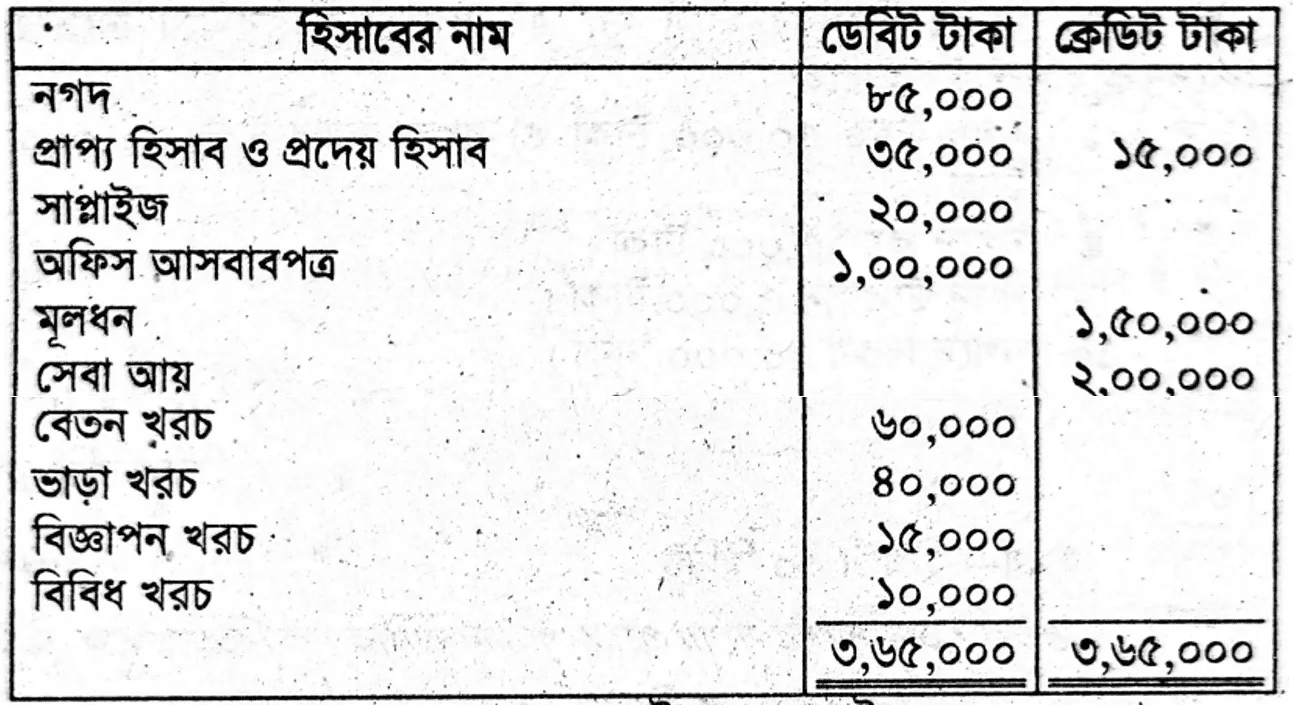 হিসাবের নাম ডেবিট টাকা ক্রেডিট টাকা
নগদ ৮৫,০০০
প্রাপ্য হিসাব ও প্রদেয় হিসাব ৩৫,০০০ ১৫,০০০
সাপ্লাইজ ২০,০০০
অফিস আসবাবপত্র ১,০০,০০০
মূলধন ১,৫০,০০০
সেবা আয় ২,০০,০০০
বেতন খরচ ৬০,০০০
ভাড়া খরচ ৪০,০০০
বিজ্ঞাপন খরচ ১৫,০০০
বিবিধ খরচ ১০,০০০
৩,৬৫,০০০ ৩,৬৫,০০০